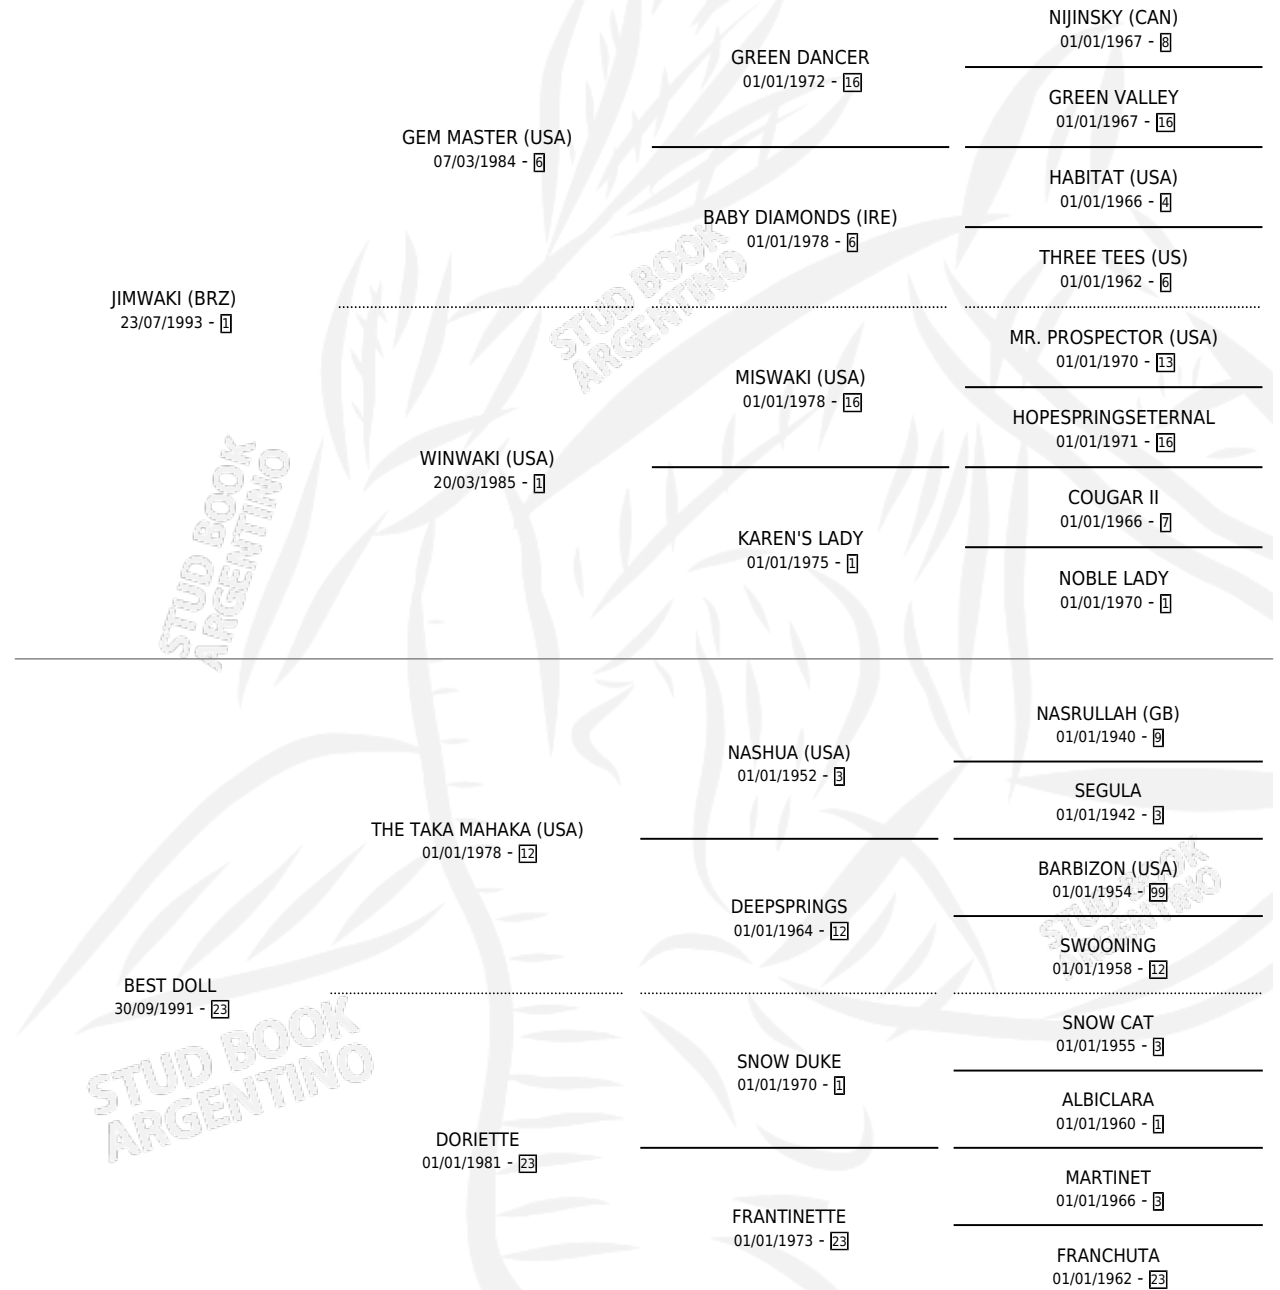 NIJINSKY (CAN)
01/01/1967 - 8
GREEN DANCER
01/01/1972 - 16
GREEN VALLEY
01/01/1967 - 16
GEM MASTER (USA)
07/03/1984 - 6
HABITAT (USA)
01/01/1966 - 4
BABY DIAMONDS (IRE)
01/01/1978 - 6
THREE TEES (US)
01/01/1962 - 6
JIMWAKI (BRZ)
23/07/1993 - 1
STUD BOOK
ARGENTINO
MR. PROSPECTOR (USA)
01/01/1970 - 13
MISWAKI (USA)
01/01/1978 - 16
HOPESPRINGSETERNAL
01/01/1971 - 16
WINWAKI (USA)
20/03/1985 - 1
COUGAR II
01/01/1966 - 7
KAREN'S LADY
01/01/1975 - 1
NOBLE LADY
01/01/1970 - 1
STUD BOOK
ARGENTINO
NASRULLAH (GB)
01/01/1940 - 9
NASHUA (USA)
01/01/1952 - 3
SEGULA
01/01/1942 - 3
THE TAKA MAHAKA (USA)
01/01/1978 - 12
BARBIZON (USA)
01/01/1954 - 99
DEEPSPRINGS
01/01/1964 - 12
SWOONING
01/01/1958 - 12
STUD BOOK
ARGENTINO
BEST DOLL
30/09/1991 - 23
SNOW CAT
01/01/1955 - 3
SNOW DUKE
01/01/1970 - 1
ALBICLARA
01/01/1960 - 1
STUD BOOK
ARGENTINO
DORIETTE
01/01/1981 - 23
MARTINET
01/01/1966 - 3
FRANTINETTE
01/01/1973 - 23
FRANCHUTA
01/01/1962 - 23